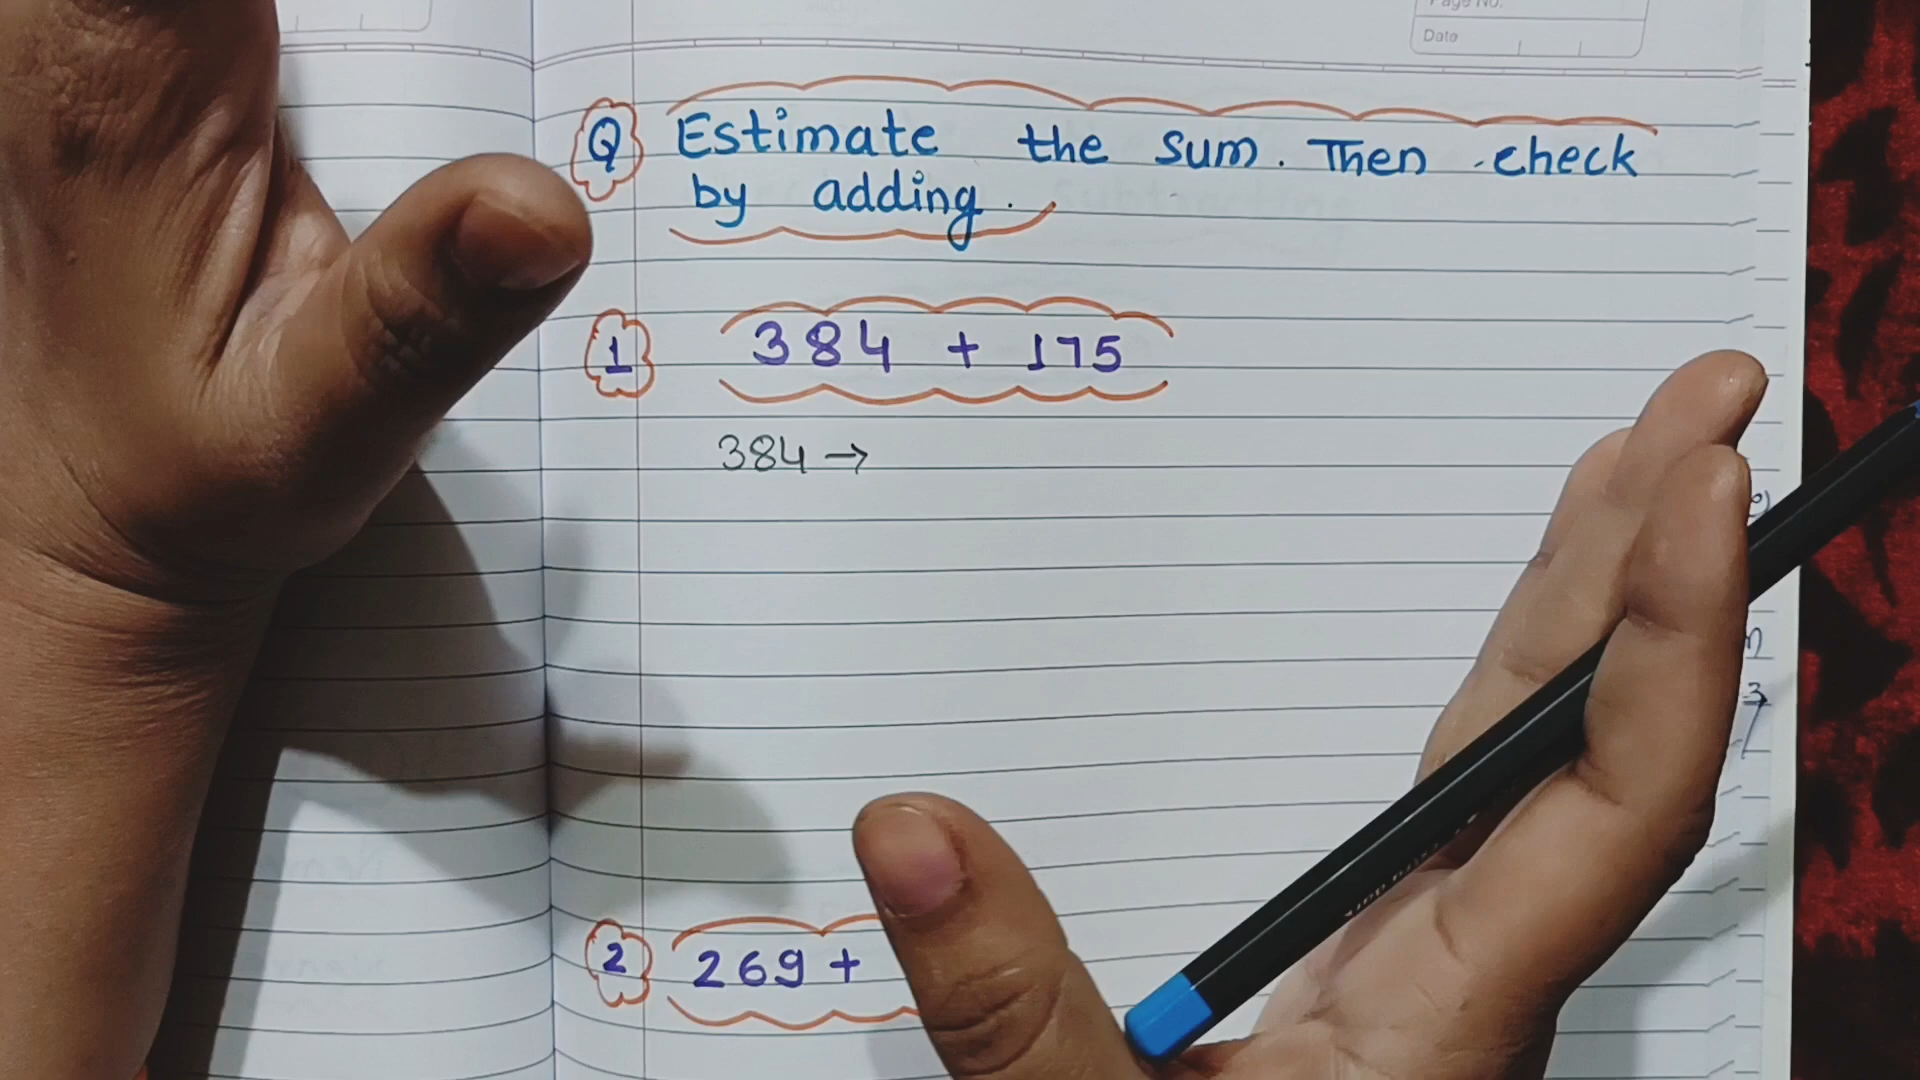 Date
Q Estimate the sum. Then check
by adding.
1 384 + 175
384 →
2 269 +